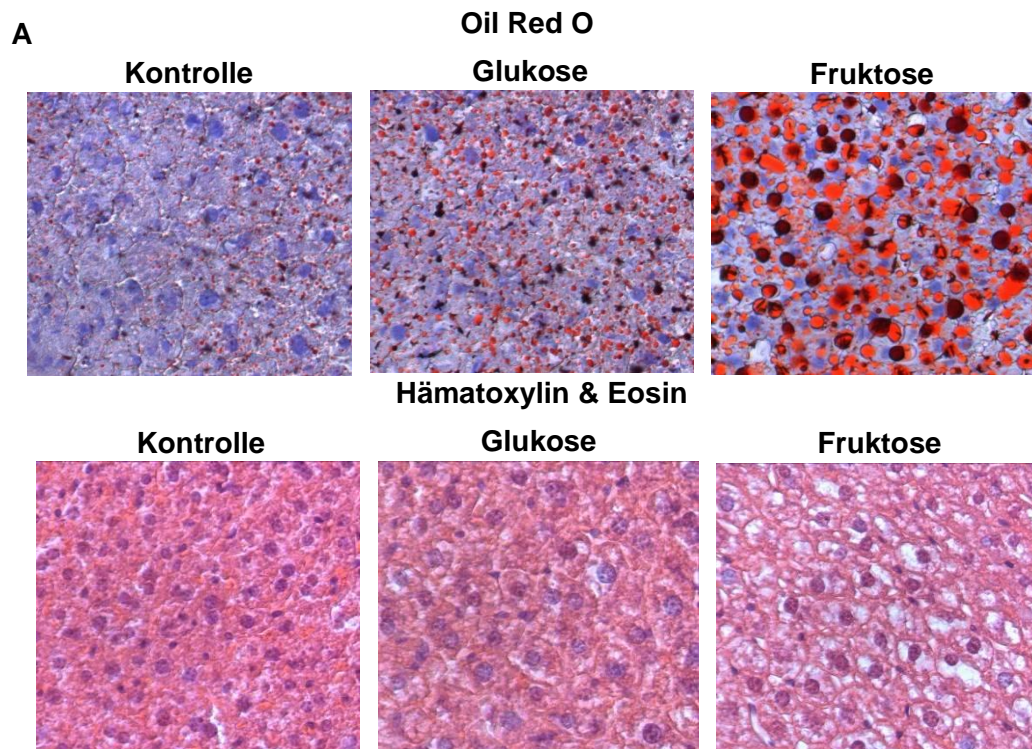 A
Oil Red O
Kontrolle Glukose Fruktose
Hämatoxylin & Eosin
Kontrolle Glukose Fruktose